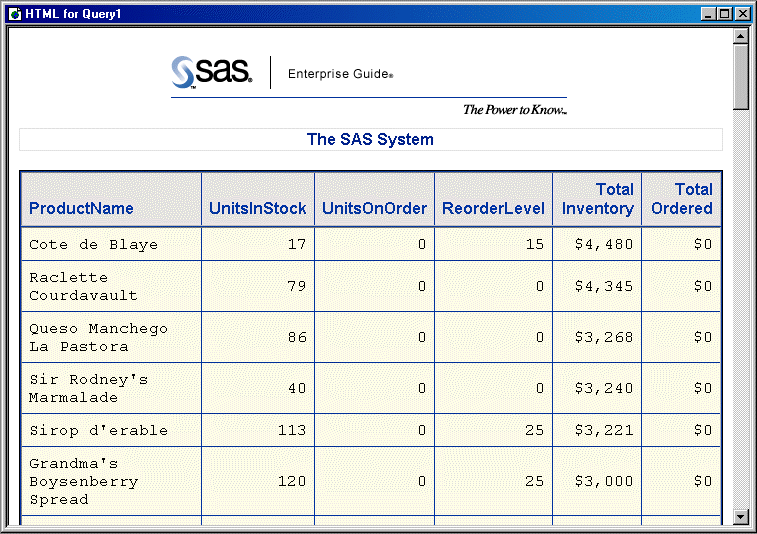 HTML for Query1
sas® Enterprise Guide®
™
The Power to Know™
The SAS System
ProductName UnitsInStock UnitsOnOrder ReorderLevel Total Inventory Total Ordered
Cote de Blaye 17 0 15 $4,480 $0
Raclette
Courdavault 79 0 0 $4,345 $0
Queso Manchego
La Pastora 86 0 0 $3,268 $0
Sir Rodney's
Marmalade 40 0 0 $3,240 $0
Sirop d'erable 113 0 25 $3,221 $0
Grandma's
Boysenberry 120 0 25 $3,000 $0
Spread